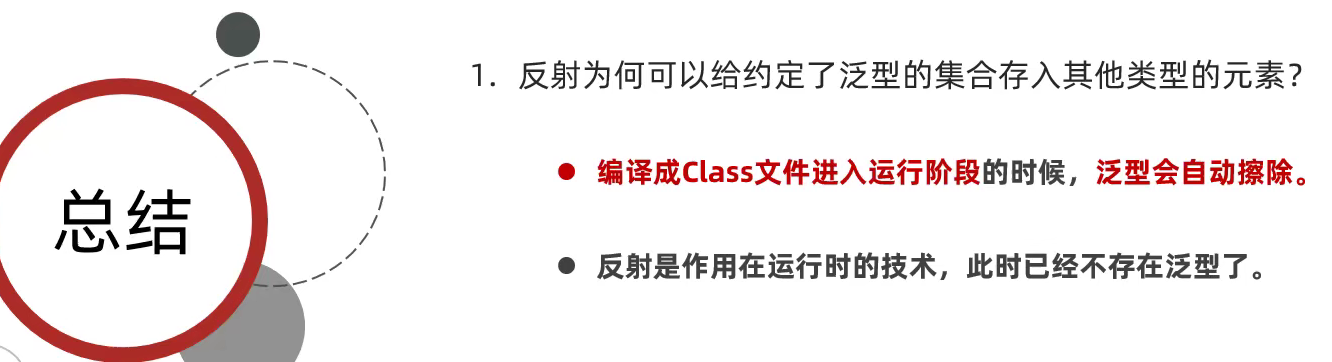 总结
1. 反射为何可以给约定了泛型的集合存入其他类型的元素？
● 编译成Class文件进入运行阶段的时候，泛型会自动擦除。
● 反射是作用在运行时的技术，此时已经不存在泛型了。